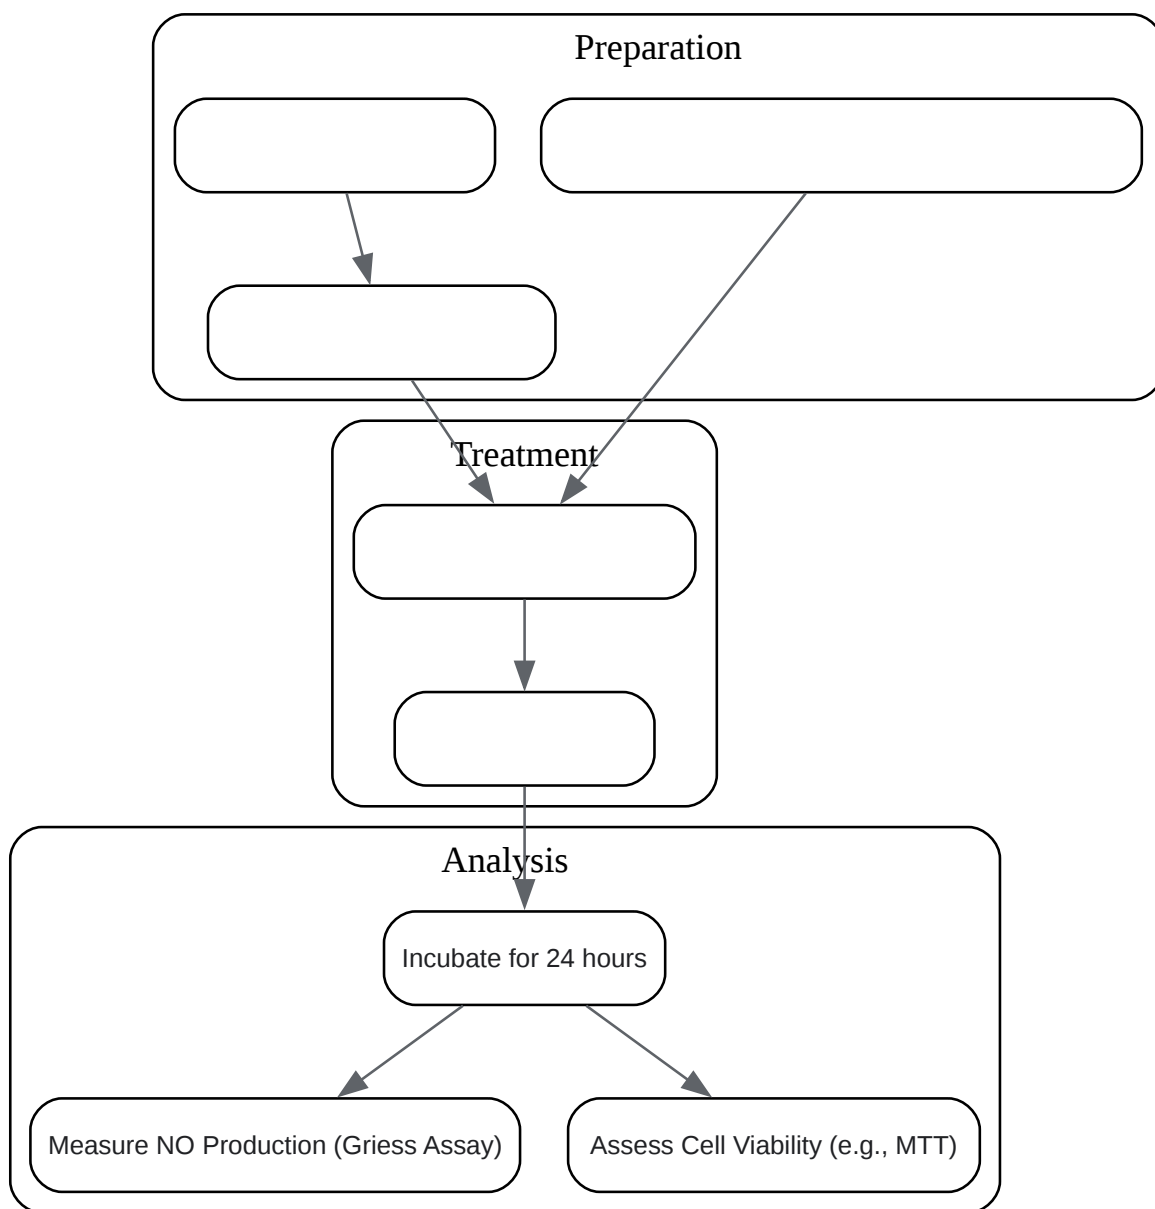 Preparation
Treatment
Analysis
Incubate for 24 hours
Measure NO Production (Griess Assay)
Assess Cell Viability (e.g., MTT)